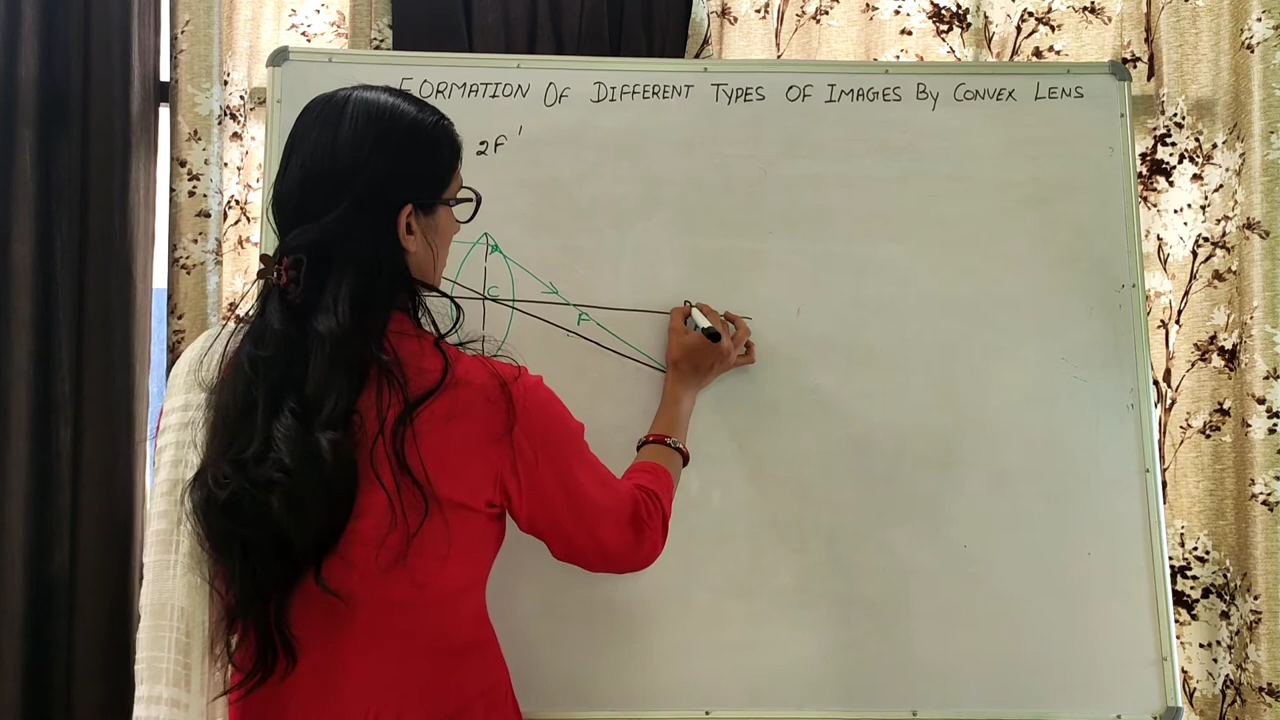 FORMATION OF DIFFERENT TYPES OF IMAGES BY CONVEX LENS
2F'
D
C
F